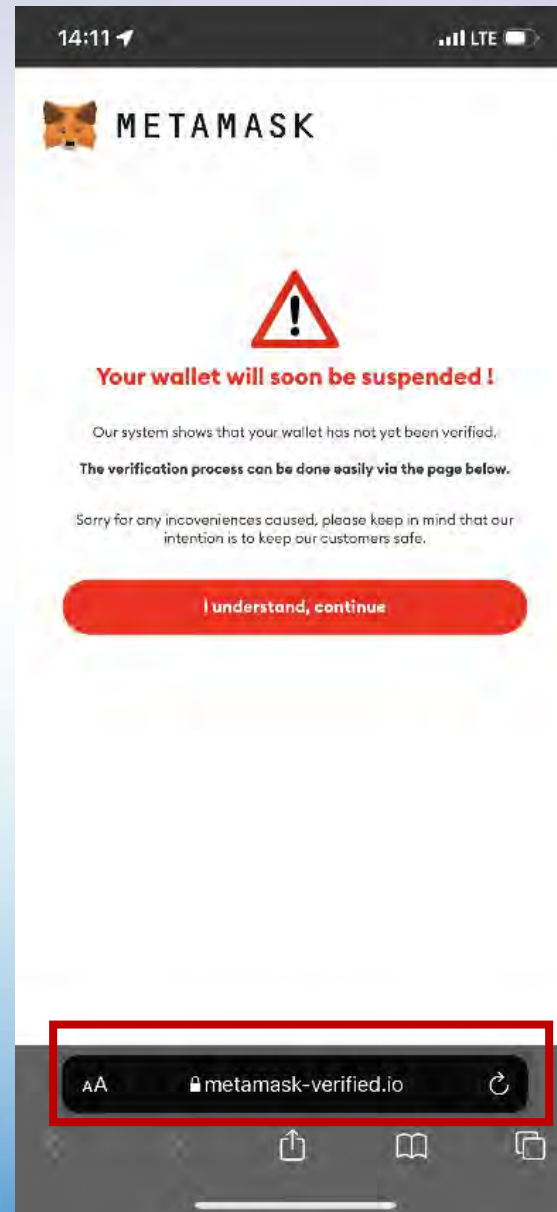 14:11
LTE
METAMASK
Your wallet will soon be suspended !
Our system shows that your wallet has not yet been verified.
The verification process can be done easily via the page below.
Sorry for any incoveniences caused, please keep in mind that our
intention is to keep our customers safe.
I understand, continue
AA metamask-verified.io